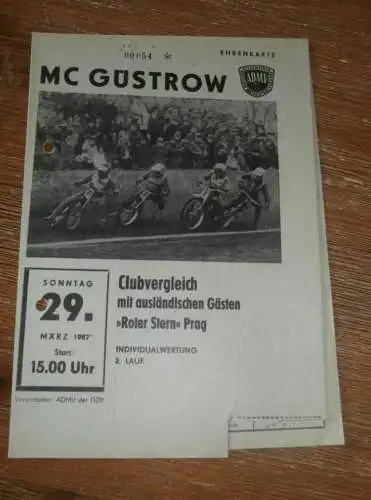 00054 *
EHRENKARTE
MC GÜSTROW
ADMV
SONNTAG
29.
MÄRZ 1987
Start:
15.00 Uhr
Clubvergleich
mit ausländischen Gästen
»Roter Stern« Prag
INDIVIDUALWERTUNG
2. LAUF
Veranstalter: ADMV der DDR